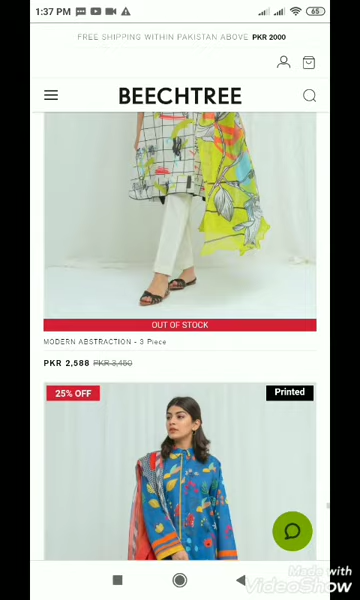 1:37 PM
65
FREE SHIPPING WITHIN PAKISTAN ABOVE PKR 2000
BEECHTREE
OUT OF STOCK
MODERN ABSTRACTION - 3 Piece
PKR 2,588 PKR 3,450
25% OFF
Printed
Made with
VideoShow